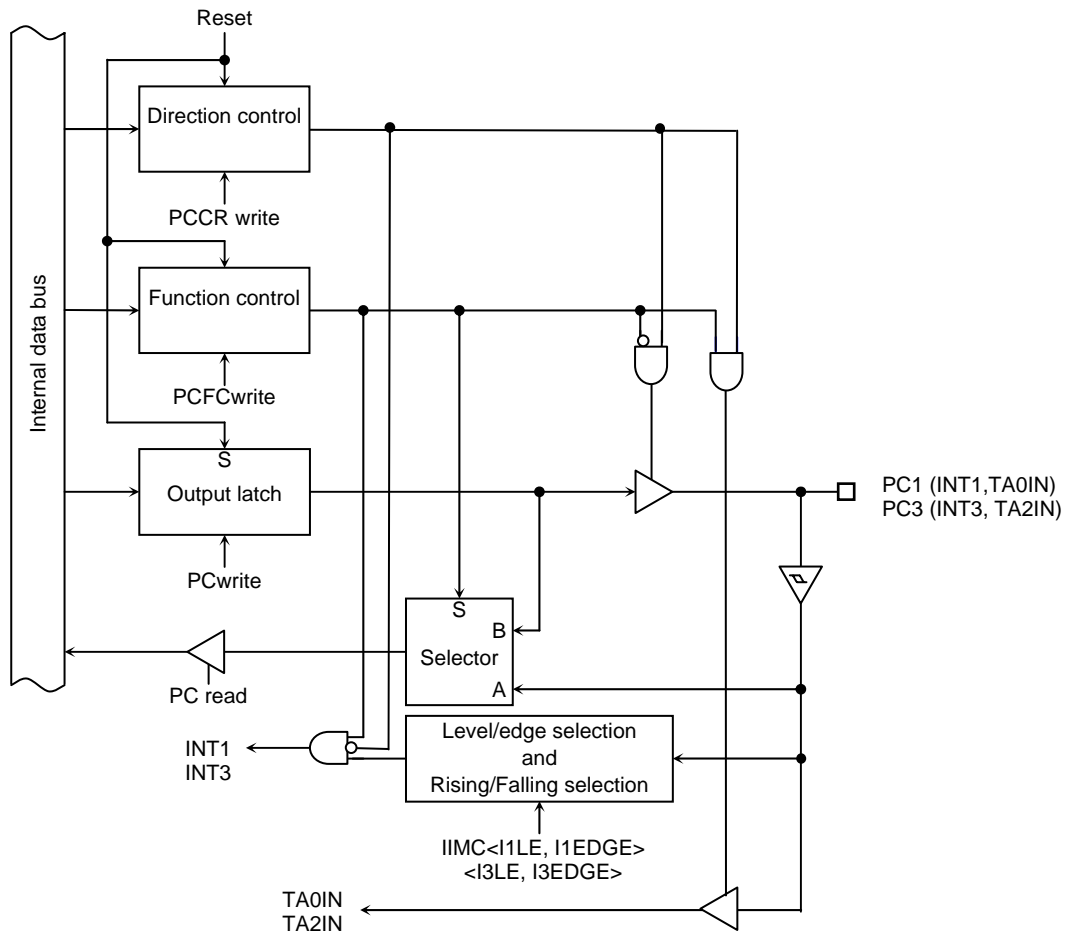 Reset
Direction control
PCCR write
Internal data bus
Function control
PCFCwrite
S
Output latch
PCwrite
PC1 (INT1,TA0IN)
PC3 (INT3, TA2IN)
S
B
Selector
A
PC read
Level/edge selection
and
Rising/Falling selection
INT1
INT3
IIMC<I1LE, I1EDGE>
<I3LE, I3EDGE>
TA0IN
TA2IN